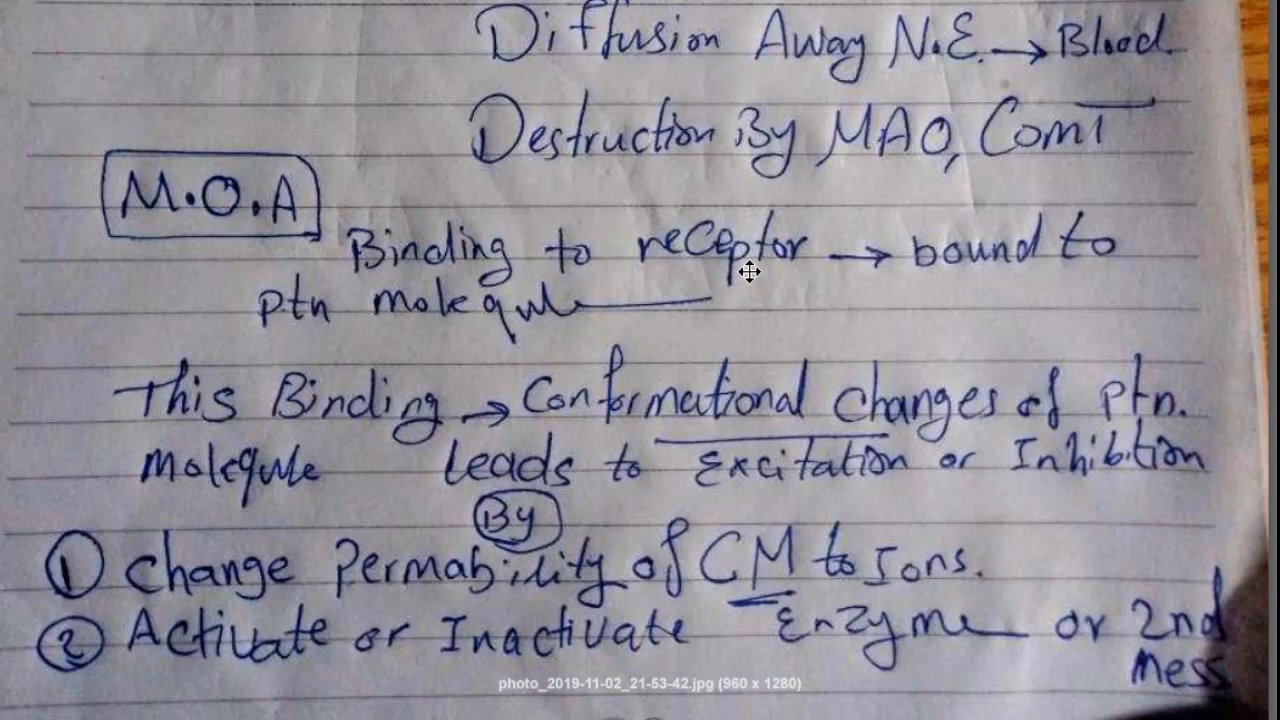 Diffusion Away N.E. → Blood
Destruction By MAO, ComT
M.O.A
Binding to receptor → bound to
ptn molequle
This Binding → Conformational changes of ptn.
molequle leads to Excitation or Inhibition
By
① Change Permability of CM to Ions.
② Activate or Inactivate Enzyme or 2nd
mess
photo_2019-11-02_21-53-42.jpg (960 x 1280)